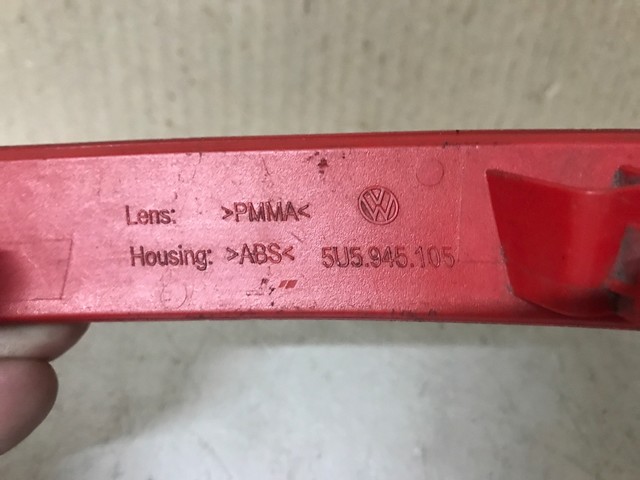 Lens: >PMMA<
Housing: >ABS< 5U5.945.105